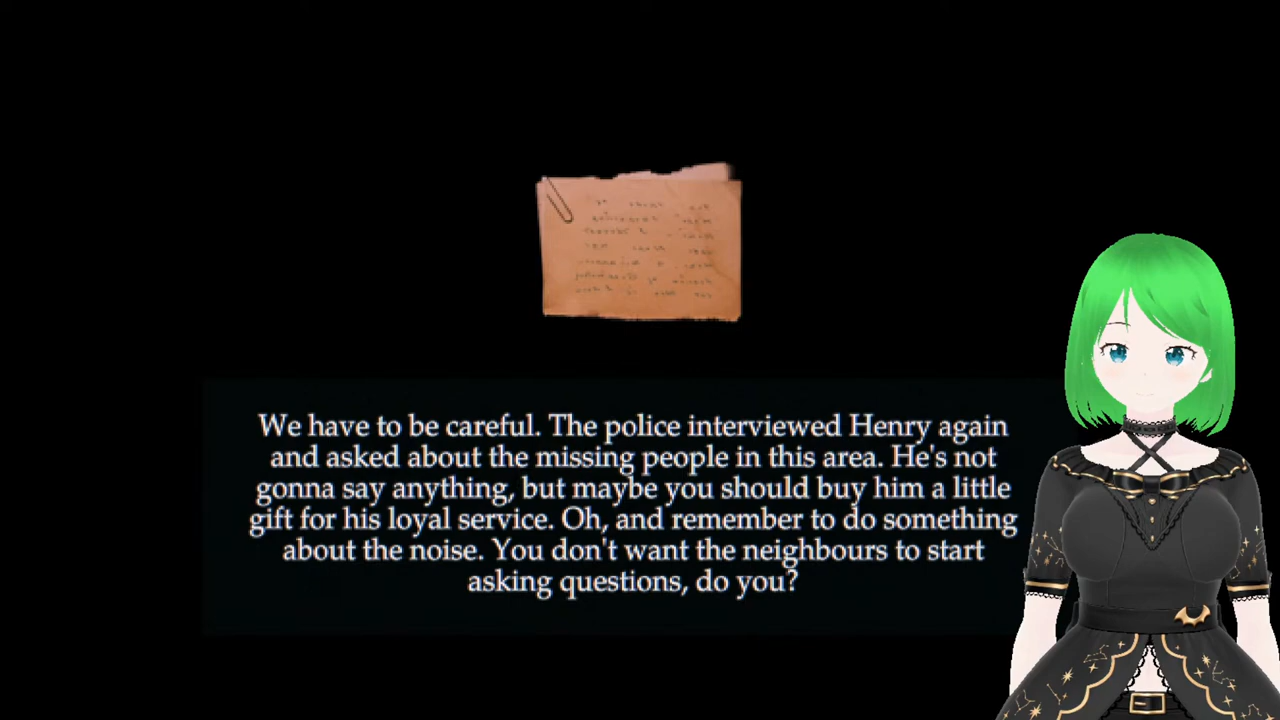 We have to be careful. The police interviewed Henry again
and asked about the missing people in this area. He's not
gonna say anything, but maybe you should buy him a little
gift for his loyal service. Oh, and remember to do something
about the noise. You don't want the neighbours to start
asking questions, do you?